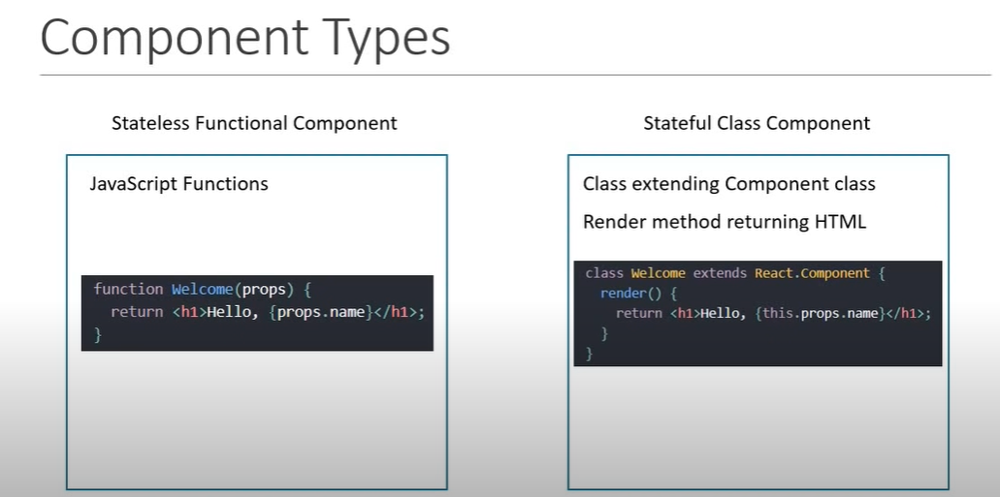 Component Types
Stateless Functional Component
JavaScript Functions
function Welcome(props) {
  return <h1>Hello, {props.name}</h1>;
}
Stateful Class Component
Class extending Component class
Render method returning HTML
class Welcome extends React.Component {
  render() {
    return <h1>Hello, {this.props.name}</h1>;
  }
}